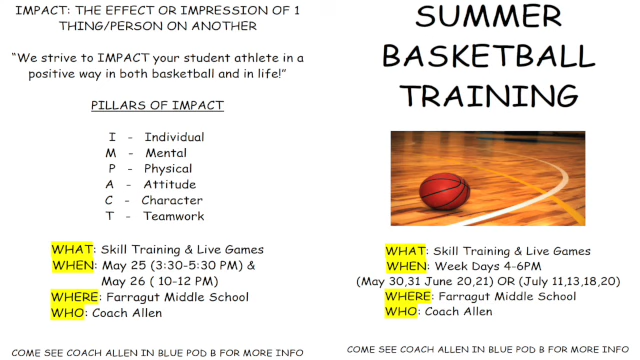 IMPACT: THE EFFECT OR IMPRESSION OF 1
THING/PERSON ON ANOTHER
"We strive to IMPACT your student athlete in a
positive way in both basketball and in life!"
PILLARS OF IMPACT
I - Individual
M - Mental
P - Physical
A - Attitude
C - Character
T - Teamwork
WHAT: Skill Training & Live Games
WHEN: May 25 (3:30-5:30 PM) &
May 26 ( 10-12 PM)
WHERE: Farragut Middle School
WHO: Coach Allen
COME SEE COACH ALLEN IN BLUE POD B FOR MORE INFO
SUMMER
BASKETBALL
TRAINING
WHAT: Skill Training & Live Games
WHEN: Week Days 4-6PM
(May 30,31 June 20,21) OR (July 11,13,18,20)
WHERE: Farragut Middle School
WHO: Coach Allen
COME SEE COACH ALLEN IN BLUE POD B FOR MORE INFO